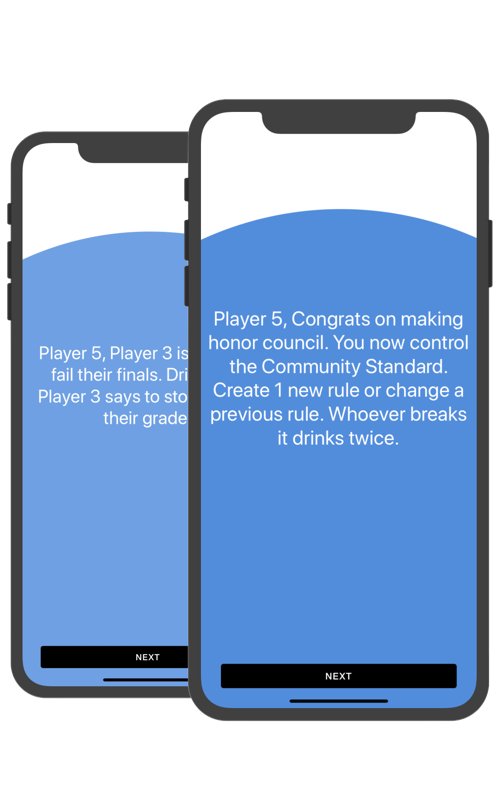 Player 5, Player 3 is
fail their finals. Dri
Player 3 says to sto
their grade
NEXT
Player 5, Congrats on making
honor council. You now control
the Community Standard.
Create 1 new rule or change a
previous rule. Whoever breaks
it drinks twice.
NEXT